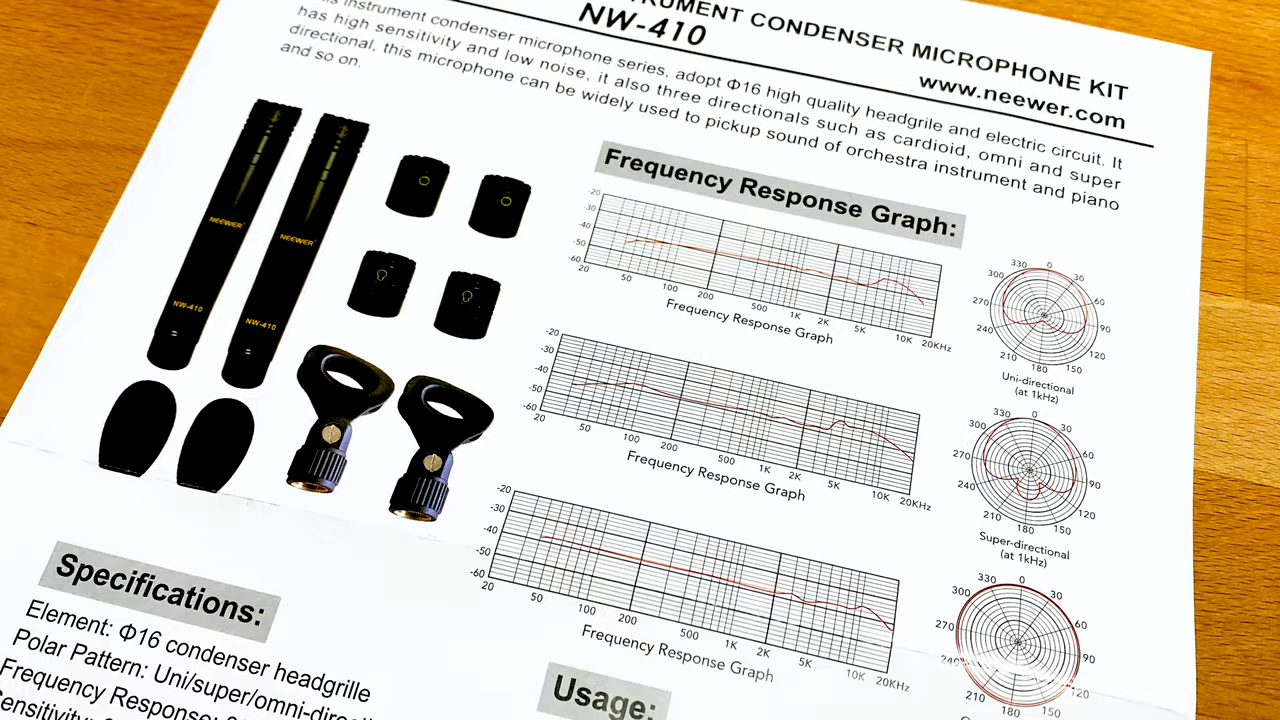 INSTRUMENT CONDENSER MICROPHONE KIT
NW-410
www.neewer.com
This instrument condenser microphone series, adopt Φ16 high quality headgrile and electric circuit. It
has high sensitivity and low noise, it also three directionals such as cardioid, omni and super
directional, this microphone can be widely used to pickup sound of orchestra instrument and piano
and so on.
NEEWER
NW-410
NEEWER
NW-410
Frequency Response Graph:
-20
-30
-40
-50
-60
20 50 100 200 500 1K 2K 5K 10K 20KHz
Frequency Response Graph
0 30 60 90 120 150 180 210 240 270 300 330
Uni-directional
(at 1kHz)
-20
-30
-40
-50
-60
20 50 100 200 500 1K 2K 5K 10K 20KHz
Frequency Response Graph
0 30 60 90 120 150 180 210 240 270 300 330
Super-directional
(at 1kHz)
-20
-30
-40
-50
-60
20 50 100 200 500 1K 2K 5K 10K 20KHz
Frequency Response Graph
0 30 60 90 120 150 180 210 240 270 300 330
Specifications:
Element: Φ16 condenser headgrille
Polar Pattern: Uni/super/omni-directi
Frequency Response:
Sensitivity:
Usage: